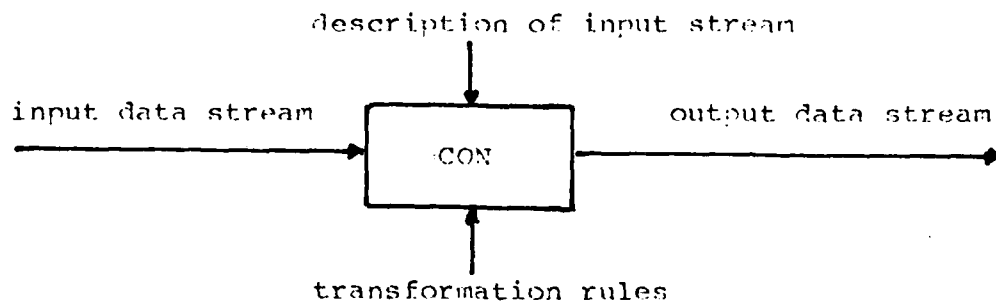 description of input stream
input data stream
output data stream
CON
transformation rules